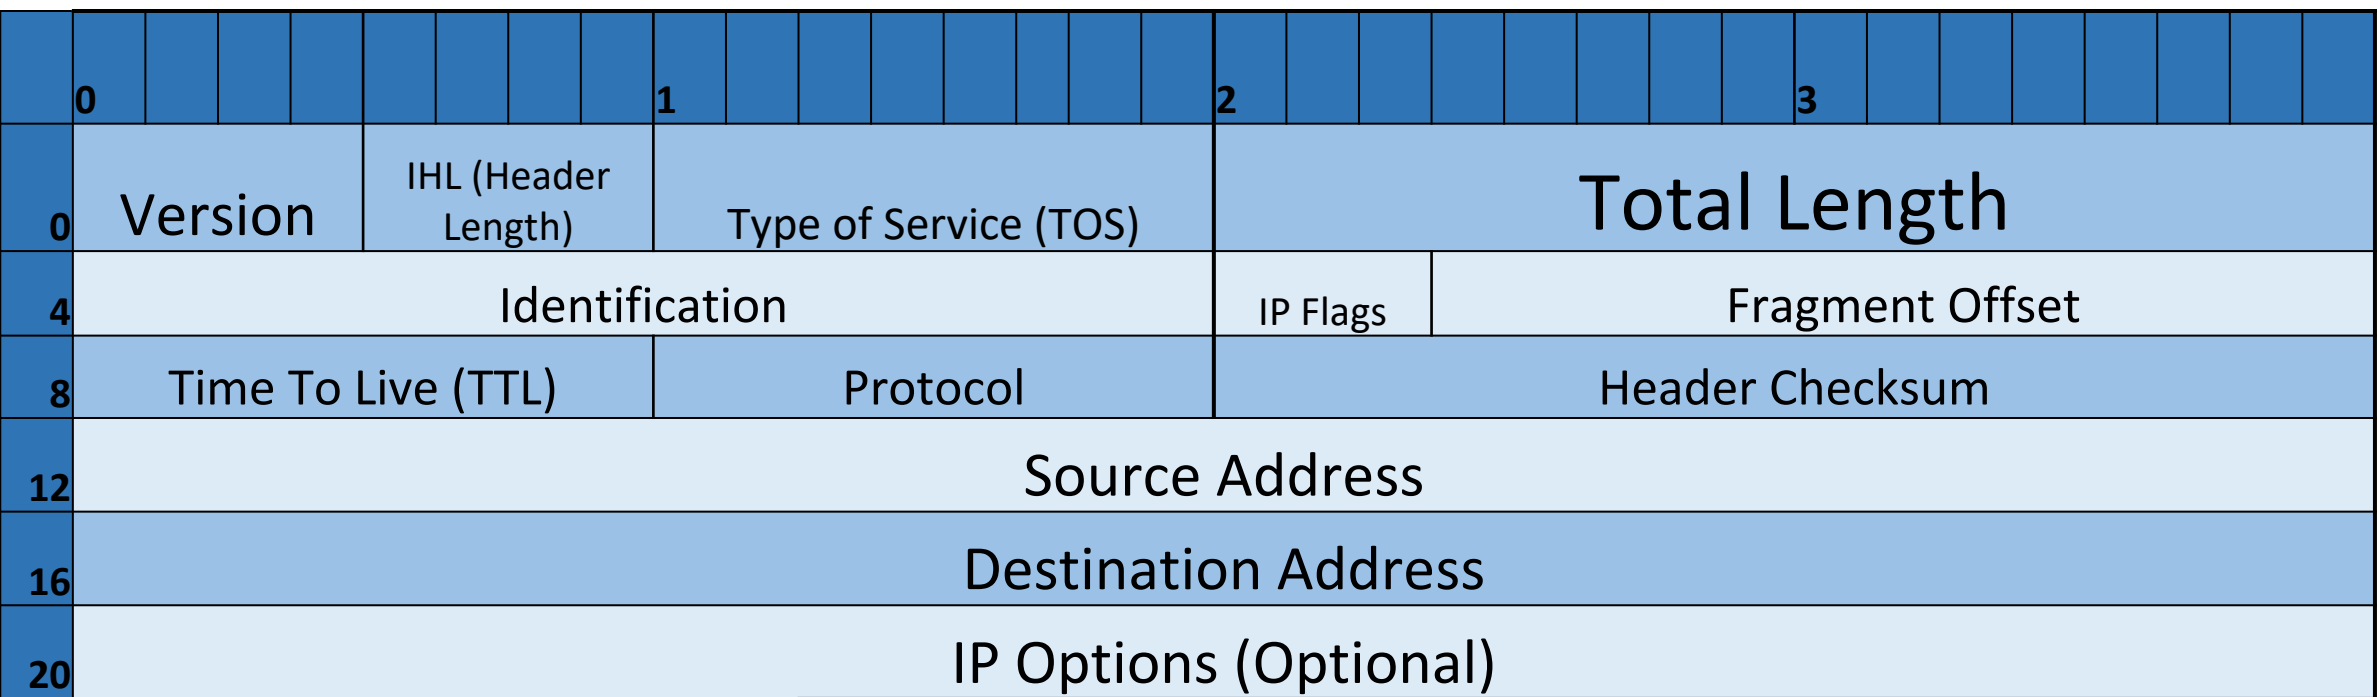 0 1 2 3
0 Version IHL (Header Length) Type of Service (TOS) Total Length
4 Identification IP Flags Fragment Offset
8 Time To Live (TTL) Protocol Header Checksum
12 Source Address
16 Destination Address
20 IP Options (Optional)